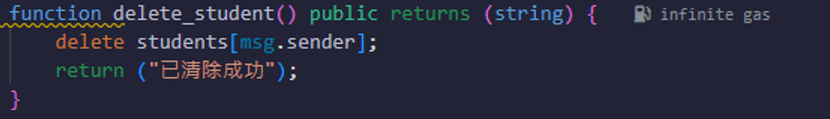 function delete_student() public returns (string) { infinite gas
    delete students[msg.sender];
    return ("已清除成功");
}